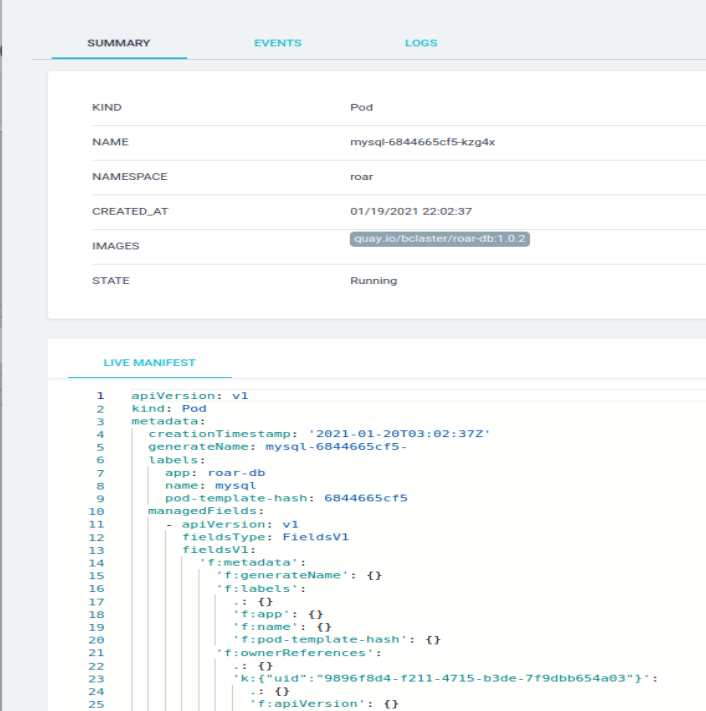 SUMMARY EVENTS LOGS
KIND Pod
NAME mysql-6844665cf5-kzg4x
NAMESPACE roar
CREATED_AT 01/19/2021 22:02:37
IMAGES quay.io/bclaster/roar-db:1.0.2
STATE Running
LIVE MANIFEST
1 apiVersion: v1
2 kind: Pod
3 metadata:
4 creationTimestamp: '2021-01-20T03:02:37Z'
5 generateName: mysql-6844665cf5-
6 labels:
7 app: roar-db
8 name: mysql
9 pod-template-hash: 6844665cf5
10 managedFields:
11 - apiVersion: v1
12 fieldsType: FieldsV1
13 fieldsV1:
14 'f:metadata':
15 'f:generateName': {}
16 'f:labels':
17 .: {}
18 'f:app': {}
19 'f:name': {}
20 'f:pod-template-hash': {}
21 'f:ownerReferences':
22 .: {}
23 'k:{"uid":"9896f8d4-f211-4715-b3de-7f9dbb654a03"}':
24 .: {}
25 'f:apiVersion': {}